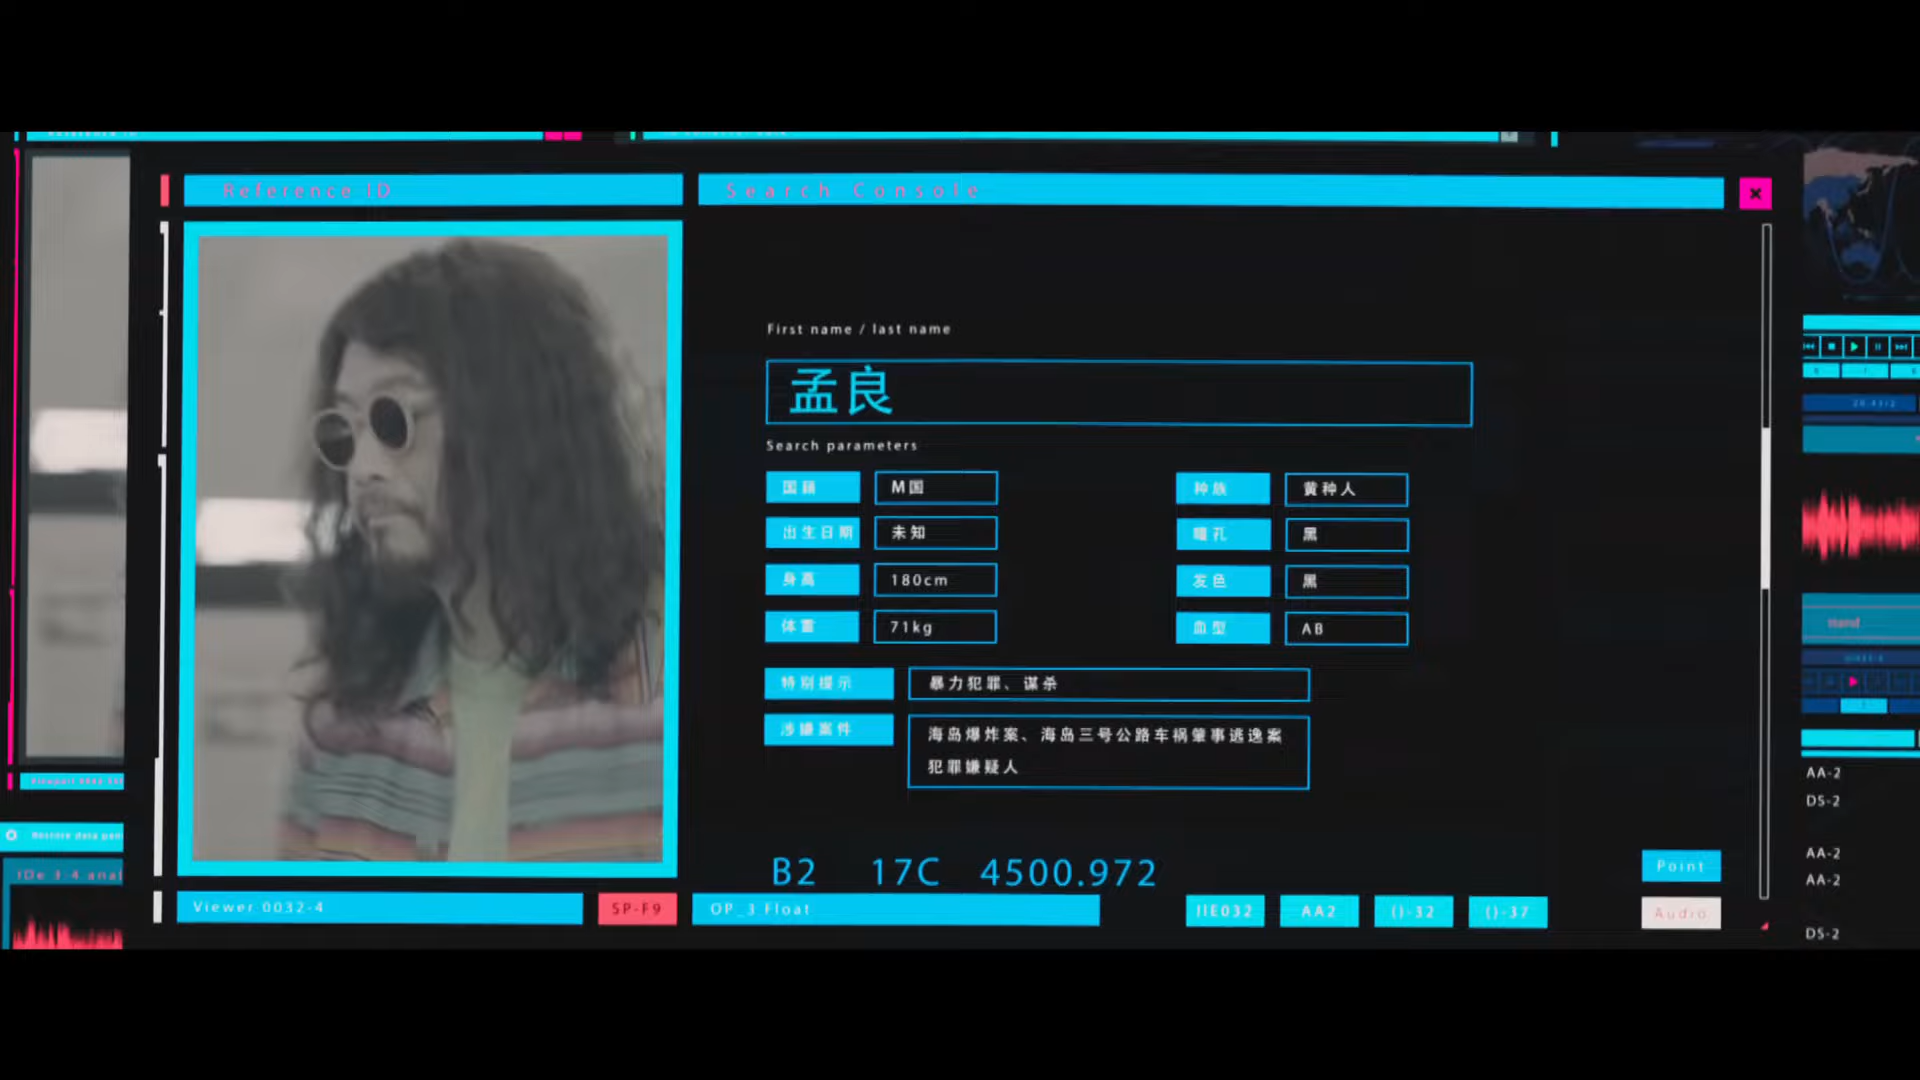 Reference ID
Search Console
First name / last name
孟良
Search parameters
国籍 M国 种族 黄种人
出生日期 未知 瞳孔 黑
身高 180cm 发色 黑
体重 71kg 血型 AB
特别提示 暴力犯罪、谋杀
涉嫌案件 海岛爆炸案、海岛三号公路车祸肇事逃逸案
犯罪嫌疑人
B2 17C 4500.972
Point
Viewer 0032-4 SP-F9 OP_3 Float IIE032 AA2 ()-32 ()-37 Audio
AA-2
DS-2
AA-2
AA-2
DS-2